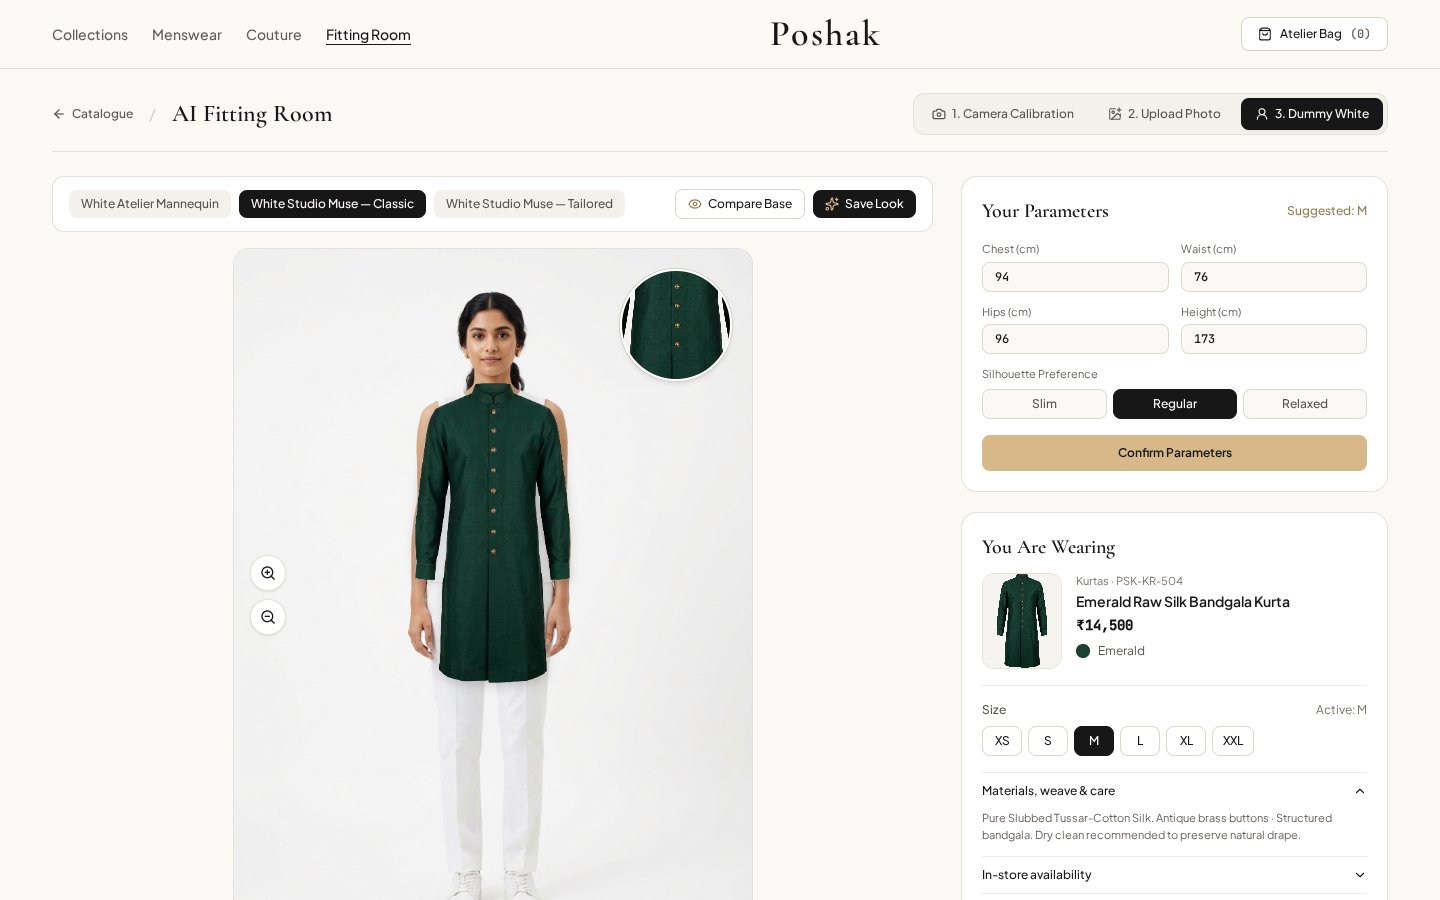 Collections Menswear Couture Fitting Room
Poshak
Atelier Bag (0)
Catalogue / AI Fitting Room
1. Camera Calibration 2. Upload Photo 3. Dummy White
White Atelier Mannequin White Studio Muse — Classic White Studio Muse — Tailored Compare Base Save Look
Your Parameters Suggested: M
Chest (cm) Waist (cm)
94 76
Hips (cm) Height (cm)
96 173
Silhouette Preference
Slim Regular Relaxed
Confirm Parameters
You Are Wearing
Kurtas · PSK-KR-504
Emerald Raw Silk Bandgala Kurta
₹14,500
Emerald
Size Active: M
XS S M L XL XXL
Materials, weave & care
Pure Slubbed Tussar-Cotton Silk. Antique brass buttons · Structured
bandgala. Dry clean recommended to preserve natural drape.
In-store availability